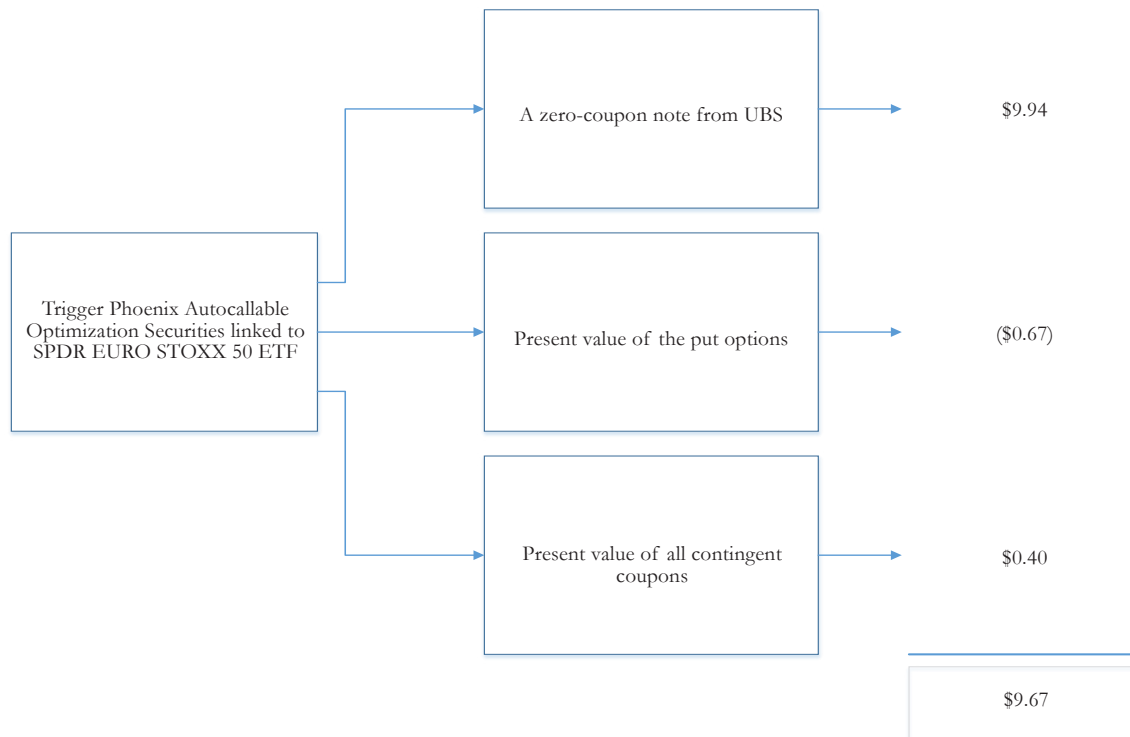 A zero-coupon note from UBS
$9.94
Trigger Phoenix Autocallable
Optimization Securities linked to
SPDR EURO STOXX 50 ETF
Present value of the put options
($0.67)
Present value of all contingent
coupons
$0.40
$9.67